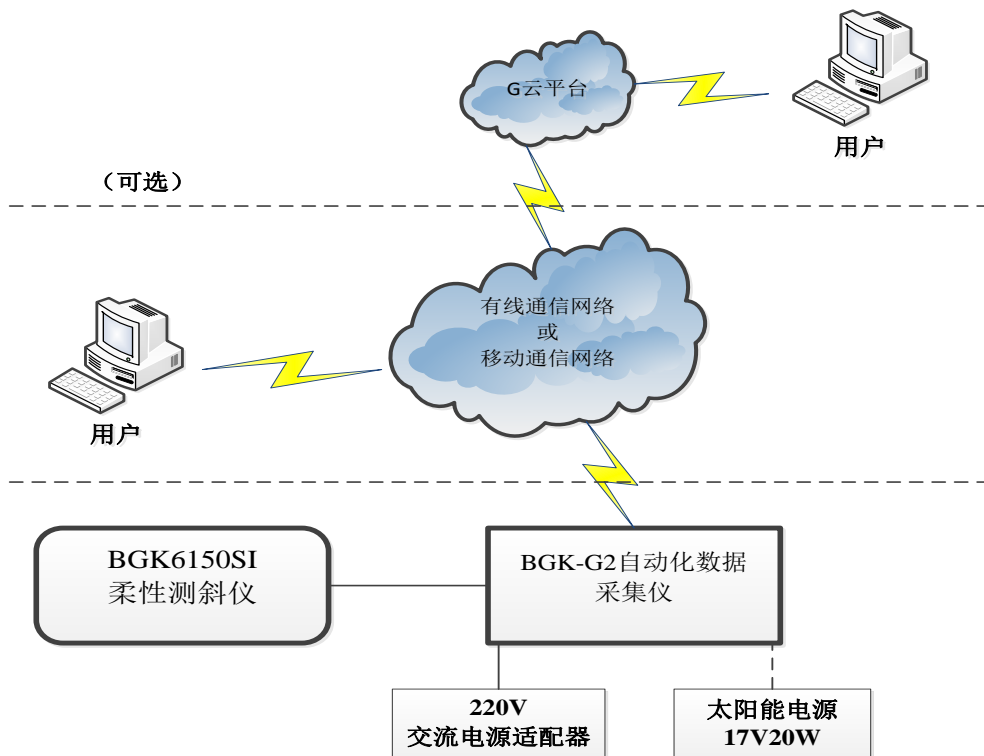 G云平台
用户
（可选）
有线通信网络
或
移动通信网络
用户
BGK6150SI
柔性测斜仪
BGK-G2自动化数据
采集仪
220V
交流电源适配器
太阳能电源
17V20W